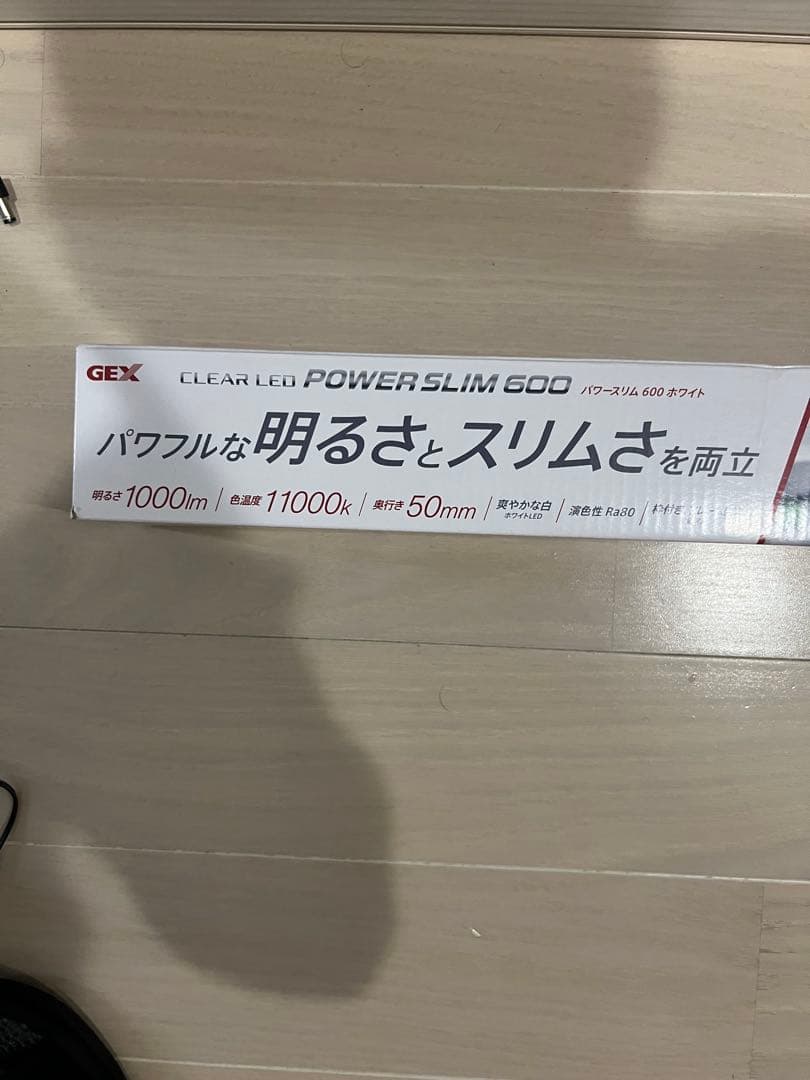 GEX CLEAR LED POWER SLIM 600 パワースリム 600 ホワイト
パワフルな明るさとスリムさを両立
明るさ 1000lm / 色温度 11000k / 奥行き 50mm / 爽やかな白 / 演色性 Ra80 / 枠付き
ホワイトLED